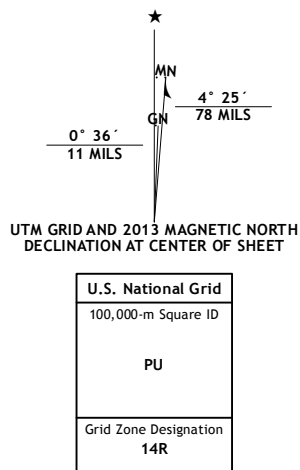 MN
4° 25´
78 MILS
GN
0° 36´
11 MILS
UTM GRID AND 2013 MAGNETIC NORTH
DECLINATION AT CENTER OF SHEET
U.S. National Grid
100,000-m Square ID
PU
Grid Zone Designation
14R